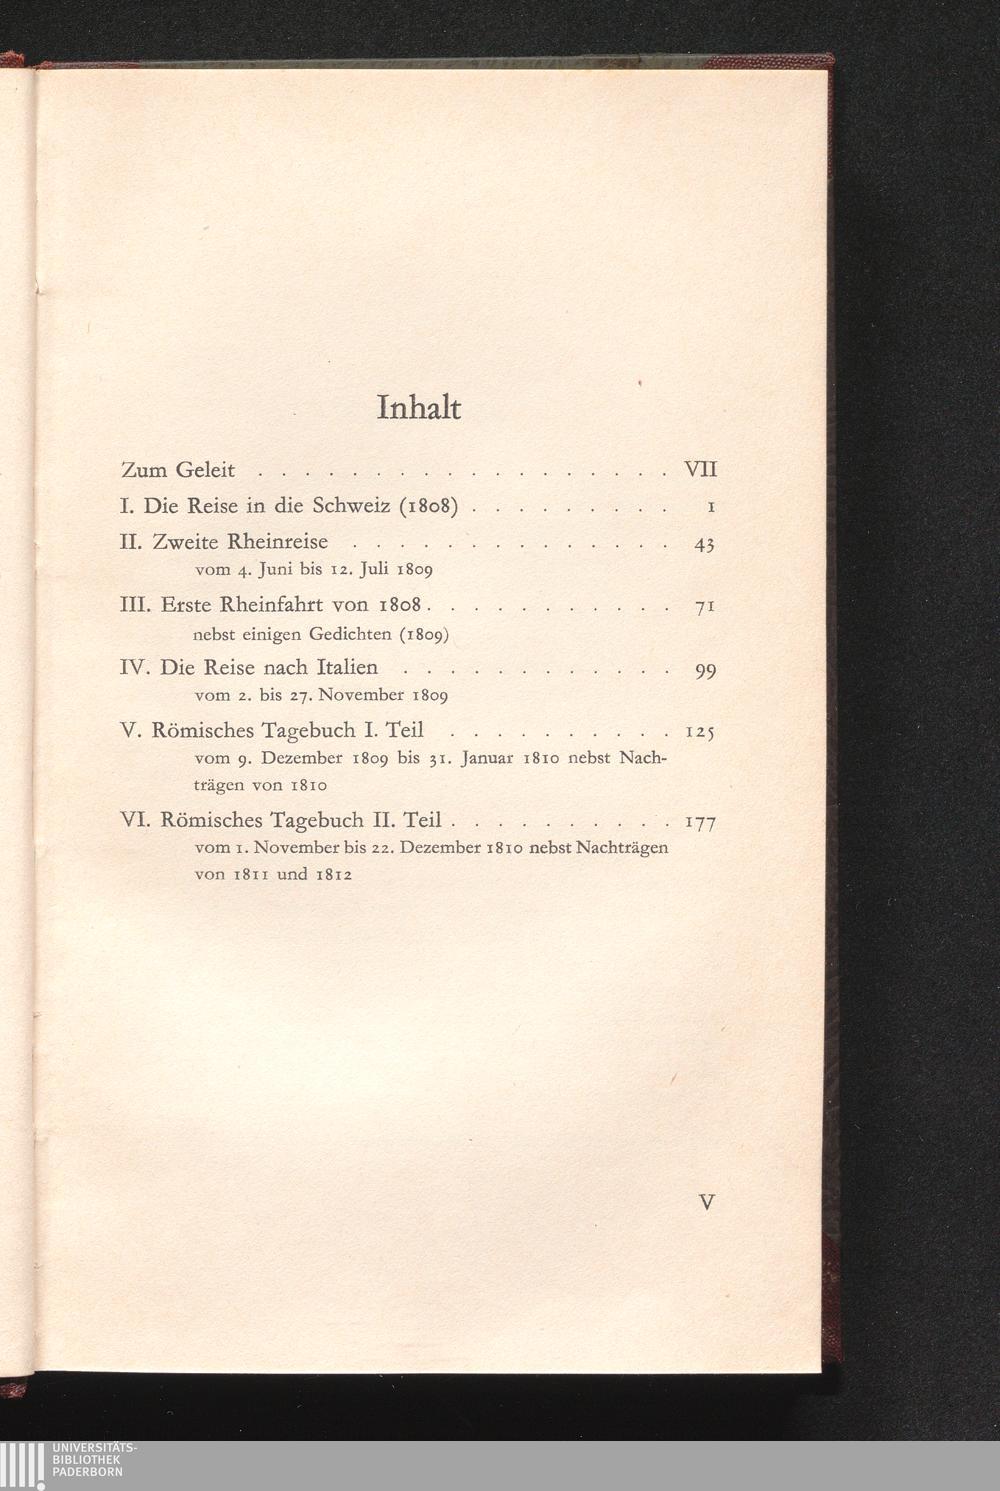 Inhalt
Zum Geleit . . . . . . . . . . . . . . . . . . VII
I. Die Reise in die Schweiz (1808) . . . . . . . . . 1
II. Zweite Rheinreise . . . . . . . . . . . . . . 43
vom 4. Juni bis 12. Juli 1809
III. Erste Rheinfahrt von 1808 . . . . . . . . . . . 71
nebst einigen Gedichten (1809)
IV. Die Reise nach Italien . . . . . . . . . . . . 99
vom 2. bis 27. November 1809
V. Römisches Tagebuch I. Teil . . . . . . . . . . 125
vom 9. Dezember 1809 bis 31. Januar 1810 nebst Nach-
trägen von 1810
VI. Römisches Tagebuch II. Teil . . . . . . . . . . 177
vom 1. November bis 22. Dezember 1810 nebst Nachträgen
von 1811 und 1812
V
UNIVERSITÄTS-
BIBLIOTHEK
PADERBORN